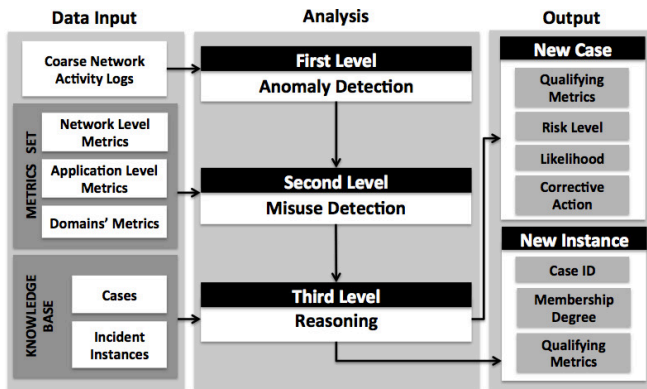 Data Input
Analysis
Output
Coarse Network
Activity Logs
METRICS SET
Network Level
Metrics
Application Level
Metrics
Domains' Metrics
KNOWLEDGE
BASE
Cases
Incident
Instances
First Level
Anomaly Detection
Second Level
Misuse Detection
Third Level
Reasoning
New Case
Qualifying
Metrics
Risk Level
Likelihood
Corrective
Action
New Instance
Case ID
Membership
Degree
Qualifying
Metrics